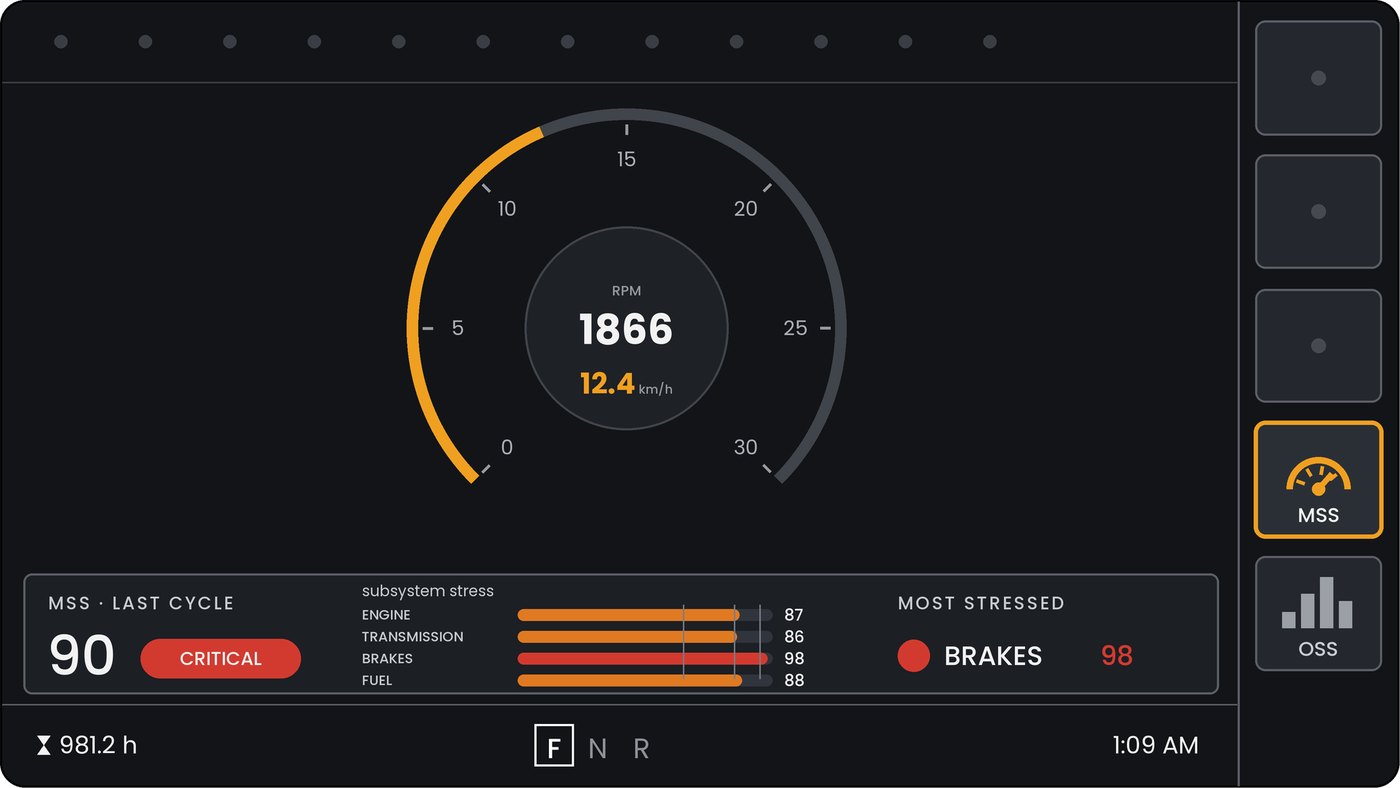 15
10
20
5
25
0
30
RPM
1866
12.4 km/h
MSS
OSS
MSS · LAST CYCLE
90
CRITICAL
subsystem stress
ENGINE 87
TRANSMISSION 86
BRAKES 98
FUEL 88
MOST STRESSED
BRAKES 98
981.2 h
F N R
1:09 AM